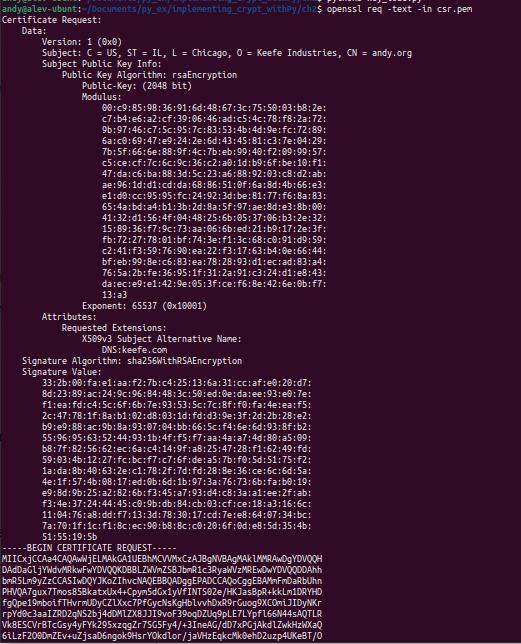 andy@alev-ubuntu:~/Documents/py_ex/implementing_crypt_withPy/ch2$ openssl req -text -in csr.pem
Certificate Request:
Data:
Version: 1 (0x0)
Subject: C = US, ST = IL, L = Chicago, O = Keefe Industries, CN = andy.org
Subject Public Key Info:
Public Key Algorithm: rsaEncryption
Public-Key: (2048 bit)
Modulus:
00:c9:85:98:36:91:6d:48:67:3c:75:50:03:b8:2e:
c7:b4:e6:a2:cf:39:06:46:ad:c5:4c:78:f8:2a:72:
9b:97:46:c7:5c:95:7c:83:53:4b:4d:9e:fc:72:89:
6a:c0:69:47:e9:24:2e:6d:43:45:81:c3:7e:04:29:
7b:5f:66:6e:88:9f:4c:7b:eb:99:40:f2:09:99:57:
c5:ce:cf:7c:6c:9c:36:c2:a0:1d:b9:6f:be:10:f1:
47:da:c6:ba:88:3d:5c:23:a6:88:92:03:c8:d2:ab:
ae:96:1d:d1:cd:da:68:86:51:0f:6a:8d:4b:66:e3:
e1:d0:cc:95:95:fc:24:92:3d:be:81:77:f6:8a:83:
65:4a:bd:a4:b1:3b:2d:8a:5f:97:ae:8d:e3:8b:00:
41:32:d1:56:4f:04:48:25:6b:05:37:06:b3:2e:32:
15:89:36:f7:9c:73:aa:06:6b:ed:21:b9:17:2e:3f:
fb:72:27:78:01:bf:74:3e:f1:3c:68:c0:91:d9:59:
c2:41:f3:59:76:90:ea:22:f3:17:63:b4:0e:66:44:
bf:eb:99:8e:c6:83:ea:78:28:93:d1:ec:ad:83:a4:
76:5a:2b:fe:36:95:1f:31:2a:91:c3:24:d1:e8:43:
da:ec:e9:e1:42:9e:05:3f:ce:f6:8e:42:6e:0b:f7:
13:a3
Exponent: 65537 (0x10001)
Attributes:
Requested Extensions:
X509v3 Subject Alternative Name:
DNS:keefe.com
Signature Algorithm: sha256WithRSAEncryption
Signature Value:
33:2b:00:fa:e1:aa:f2:7b:c4:25:13:6a:31:cc:af:e0:20:d7:
8d:23:89:ac:24:9c:96:84:48:3c:50:ed:0e:da:ee:93:e0:7e:
f1:ea:fd:c4:5c:6f:6b:7e:93:53:5c:7c:8f:f0:fa:4e:ea:f5:
2c:47:78:1f:8a:b1:02:d8:03:1d:fd:d3:9e:3f:2d:2b:28:e2:
b9:e9:88:ac:9b:8a:93:07:04:bb:66:5c:f4:6e:6d:93:8f:b2:
55:96:95:63:52:44:93:1b:4f:f5:f7:aa:4a:a7:4d:80:a5:09:
b8:7f:82:56:62:ec:6a:c4:14:9f:a8:25:47:28:f1:62:49:fd:
59:03:4b:12:27:fc:bc:f7:c7:6f:de:a5:7b:f0:5d:51:75:f2:
1a:da:8b:40:63:2e:c1:78:2f:7d:fd:28:8e:36:ce:6c:6d:5a:
4e:1f:57:4b:08:17:ed:0b:6d:1b:97:3a:76:73:6b:fa:b0:19:
e9:8d:9b:25:a2:82:6b:f3:45:a7:93:d4:c8:3a:a1:ee:2f:ab:
f3:4e:37:24:44:45:c0:9b:db:84:cb:03:cf:ce:18:a3:16:6c:
11:04:76:a8:dd:f7:13:3d:78:30:17:cd:7e:e8:64:07:34:bc:
7a:70:1f:1c:f1:8c:ec:90:b8:8c:c0:20:6f:0d:e8:5d:35:4b:
51:55:19:5b
-----BEGIN CERTIFICATE REQUEST-----
MIICxjCCAa4CAQAwWjELMAkGA1UEBhMCVVMxCzAJBgNVBAgMAklMMRAwDgYDVQQH
DAdDaGljYWdvMRkwFwYDVQQKDBBLZWVmZSBJbmR1c3RyaWVzMREwDwYDVQQDDAhh
bmR5Lm9yZzCCASIwDQYJKoZIhvcNAQEBBQADggEPADCCAQoCggEBAMmFmDaRbUhn
PHVQA7gux7Tmos85BkatxUx4+Cpym5dGx1yVfINTS02e/HKJasBpR+kkLm1DRYHD
fgQpe19mboifTHvrmUDyCZlXxc7PfGycNsKgHblvvhDxR9rGuog9XCOmiJIDyNKr
rpYd0c3aaIZRD2qNS2bj4dDMlZX8JJI9voF39oqDZUq9pLE7LYpfl66N44sAQTLR
Vk8ESCVrBTcGsy4yFYk295xzqgZr7SG5Fy4/+3IneAG/dD7xPGjAkdlZwkHzWXaQ
6iLzF2O0DmZEv+uZjsaD6ngok9HsrYOkdlor/jaVHzEqkcMk0ehD2uzp4UKeBT/O